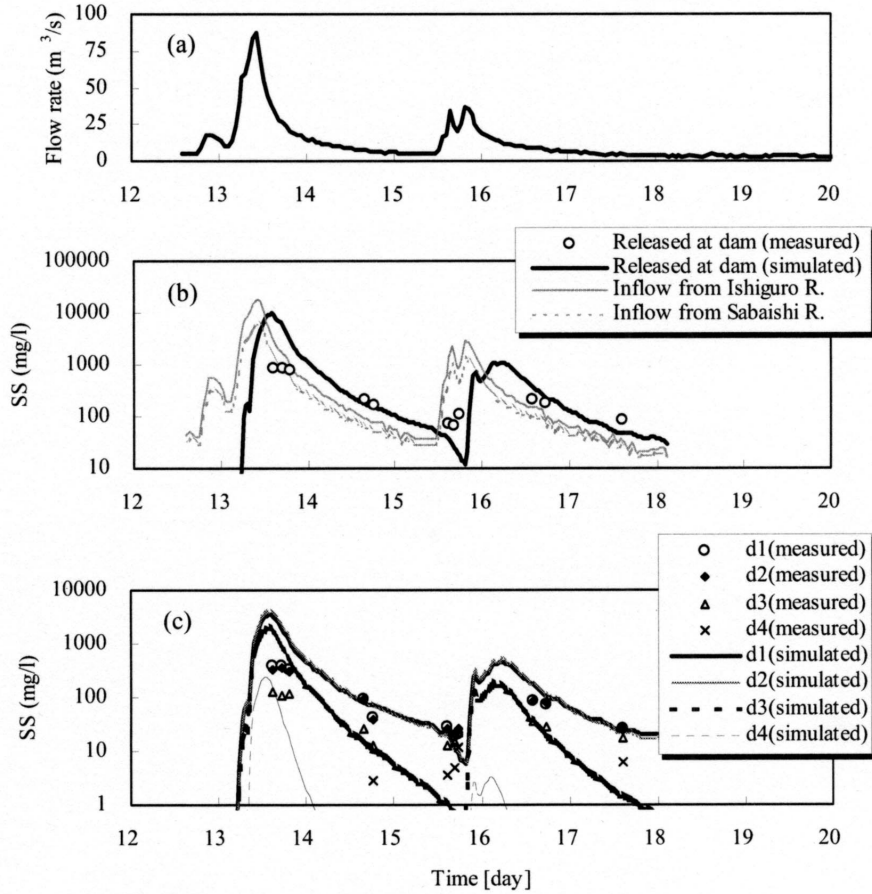 (a)
Flow rate (m³/s)
100
75
50
25
0
12 13 14 15 16 17 18 19 20
Released at dam (measured)
Released at dam (simulated)
Inflow from Ishiguro R.
Inflow from Sabaishi R.
(b)
SS (mg/l)
100000
10000
1000
100
10
12 13 14 15 16 17 18 19 20
d1(measured)
d2(measured)
d3(measured)
d4(measured)
d1(simulated)
d2(simulated)
d3(simulated)
d4(simulated)
(c)
SS (mg/l)
10000
1000
100
10
1
12 13 14 15 16 17 18 19 20
Time [day]